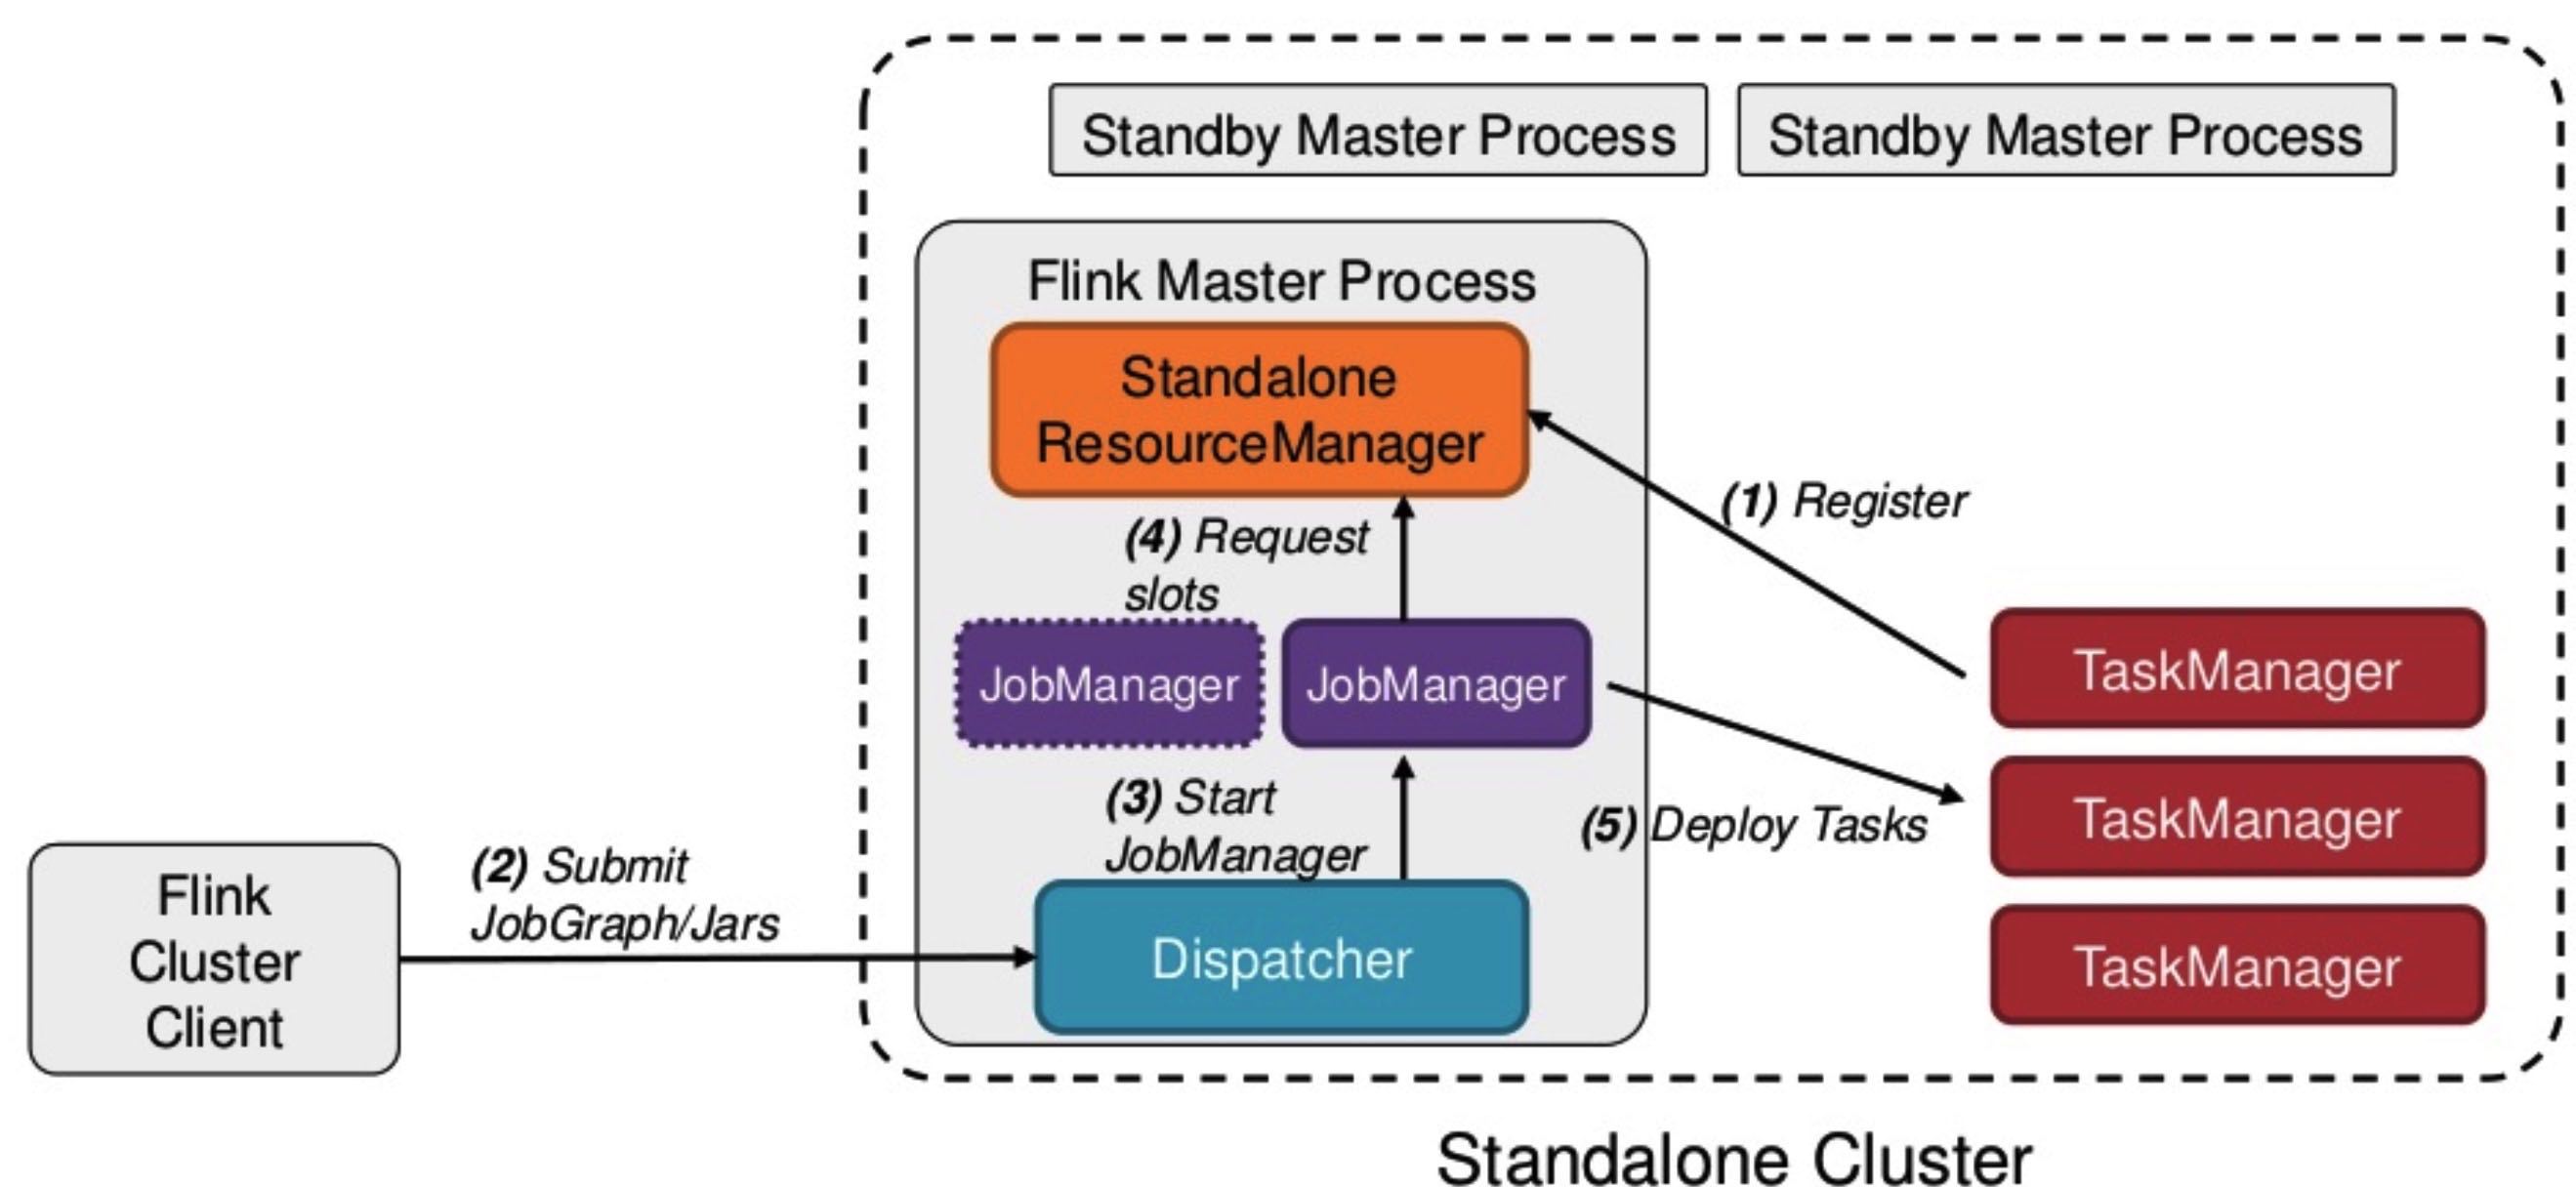 Standby Master Process
Standby Master Process
Flink Master Process
Standalone
ResourceManager
(1) Register
(4) Request
slots
JobManager
JobManager
TaskManager
TaskManager
TaskManager
(3) Start
JobManager
(5) Deploy Tasks
Dispatcher
(2) Submit
JobGraph/Jars
Flink
Cluster
Client
Standalone Cluster